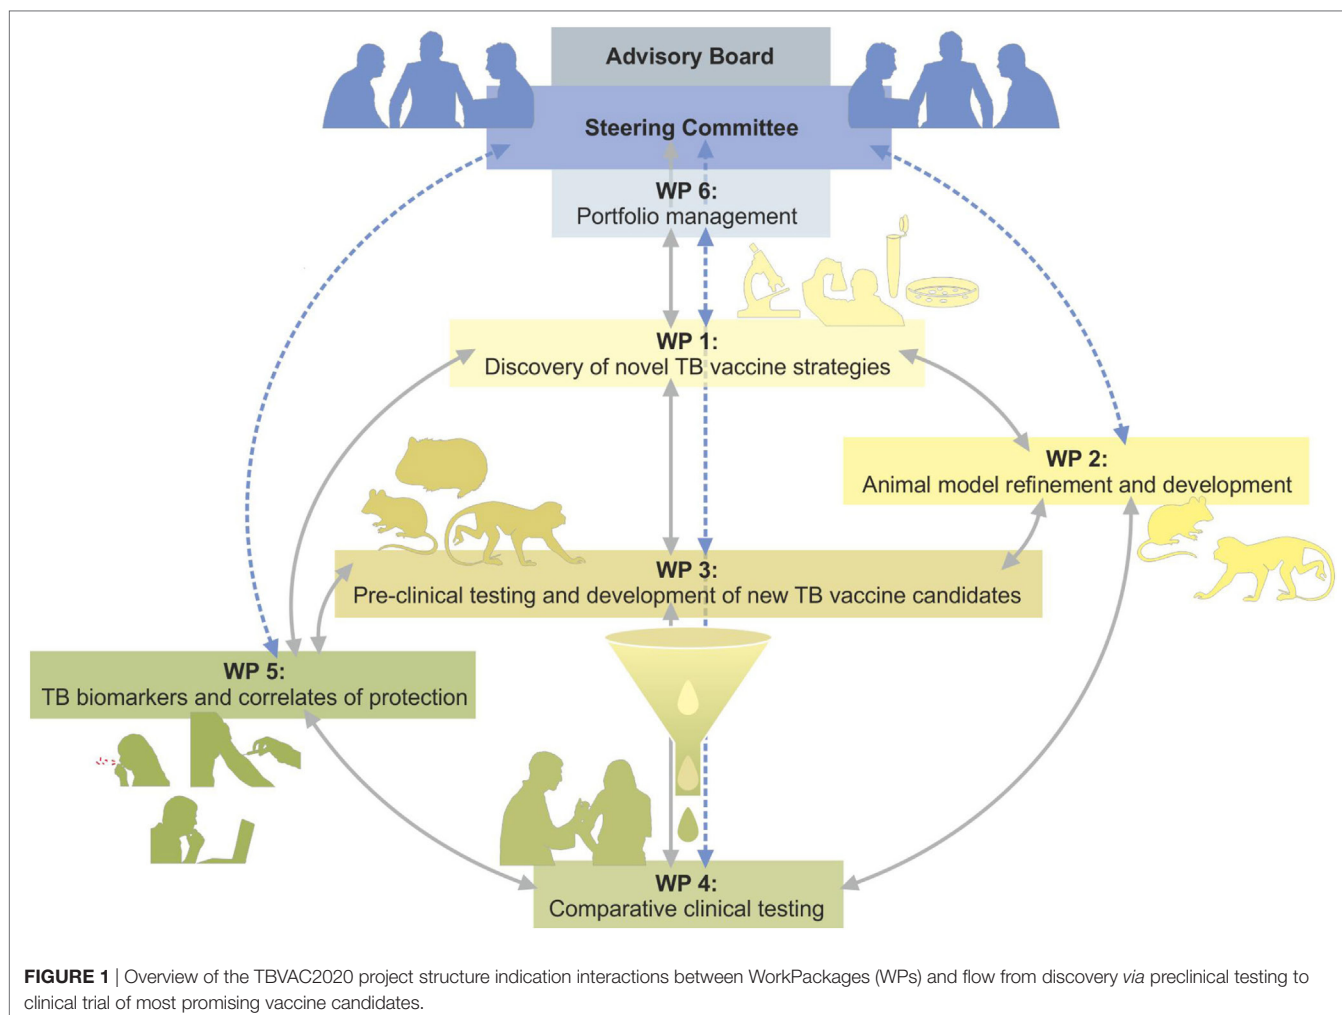 Advisory Board
Steering Committee
WP 6:
Portfolio management
WP 1:
Discovery of novel TB vaccine strategies
WP 2:
Animal model refinement and development
WP 3:
Pre-clinical testing and development of new TB vaccine candidates
WP 5:
TB biomarkers and correlates of protection
WP 4:
Comparative clinical testing
FIGURE 1 | Overview of the TBVAC2020 project structure indication interactions between WorkPackages (WPs) and flow from discovery via preclinical testing to
clinical trial of most promising vaccine candidates.